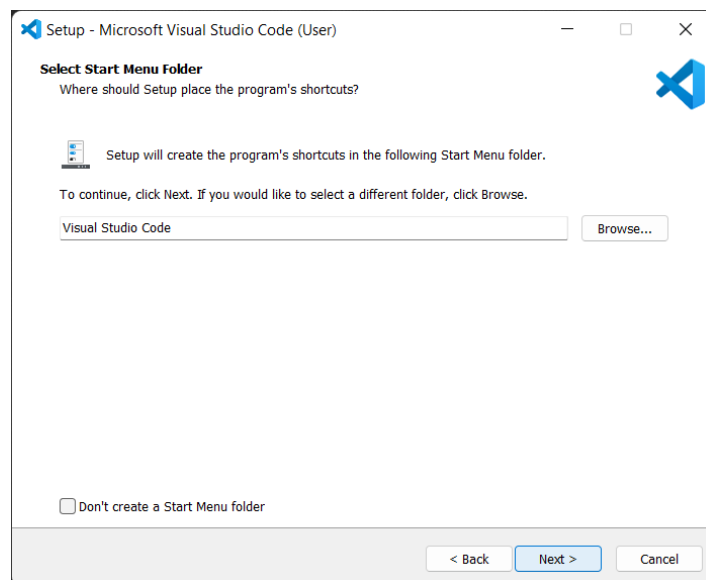 Setup - Microsoft Visual Studio Code (User)
Select Start Menu Folder
Where should Setup place the program's shortcuts?
Setup will create the program's shortcuts in the following Start Menu folder.
To continue, click Next. If you would like to select a different folder, click Browse.
Visual Studio Code
Browse...
Don't create a Start Menu folder
< Back
Next >
Cancel